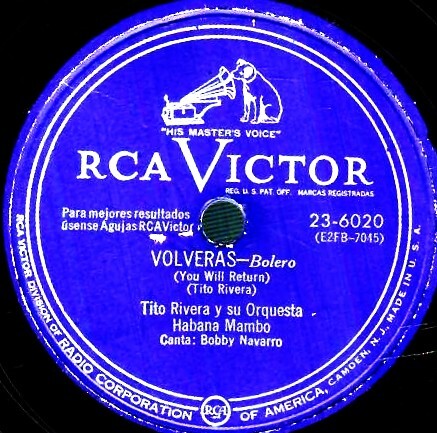 "HIS MASTER'S VOICE"
RCA VICTOR
REG. U. S. PAT. OFF. MARCAS REGISTRADAS
Para mejores resultados
úsense Agujas RCA Victor
23-6020
(E2FB-7045)
VOLVERAS—Bolero
(You Will Return)
(Tito Rivera)
Tito Rivera y su Orquesta
Habana Mambo
Canta: Bobby Navarro
RCA VICTOR DIVISION OF RADIO CORPORATION OF AMERICA, CAMDEN, N. J. MADE IN U. S. A.
RCA